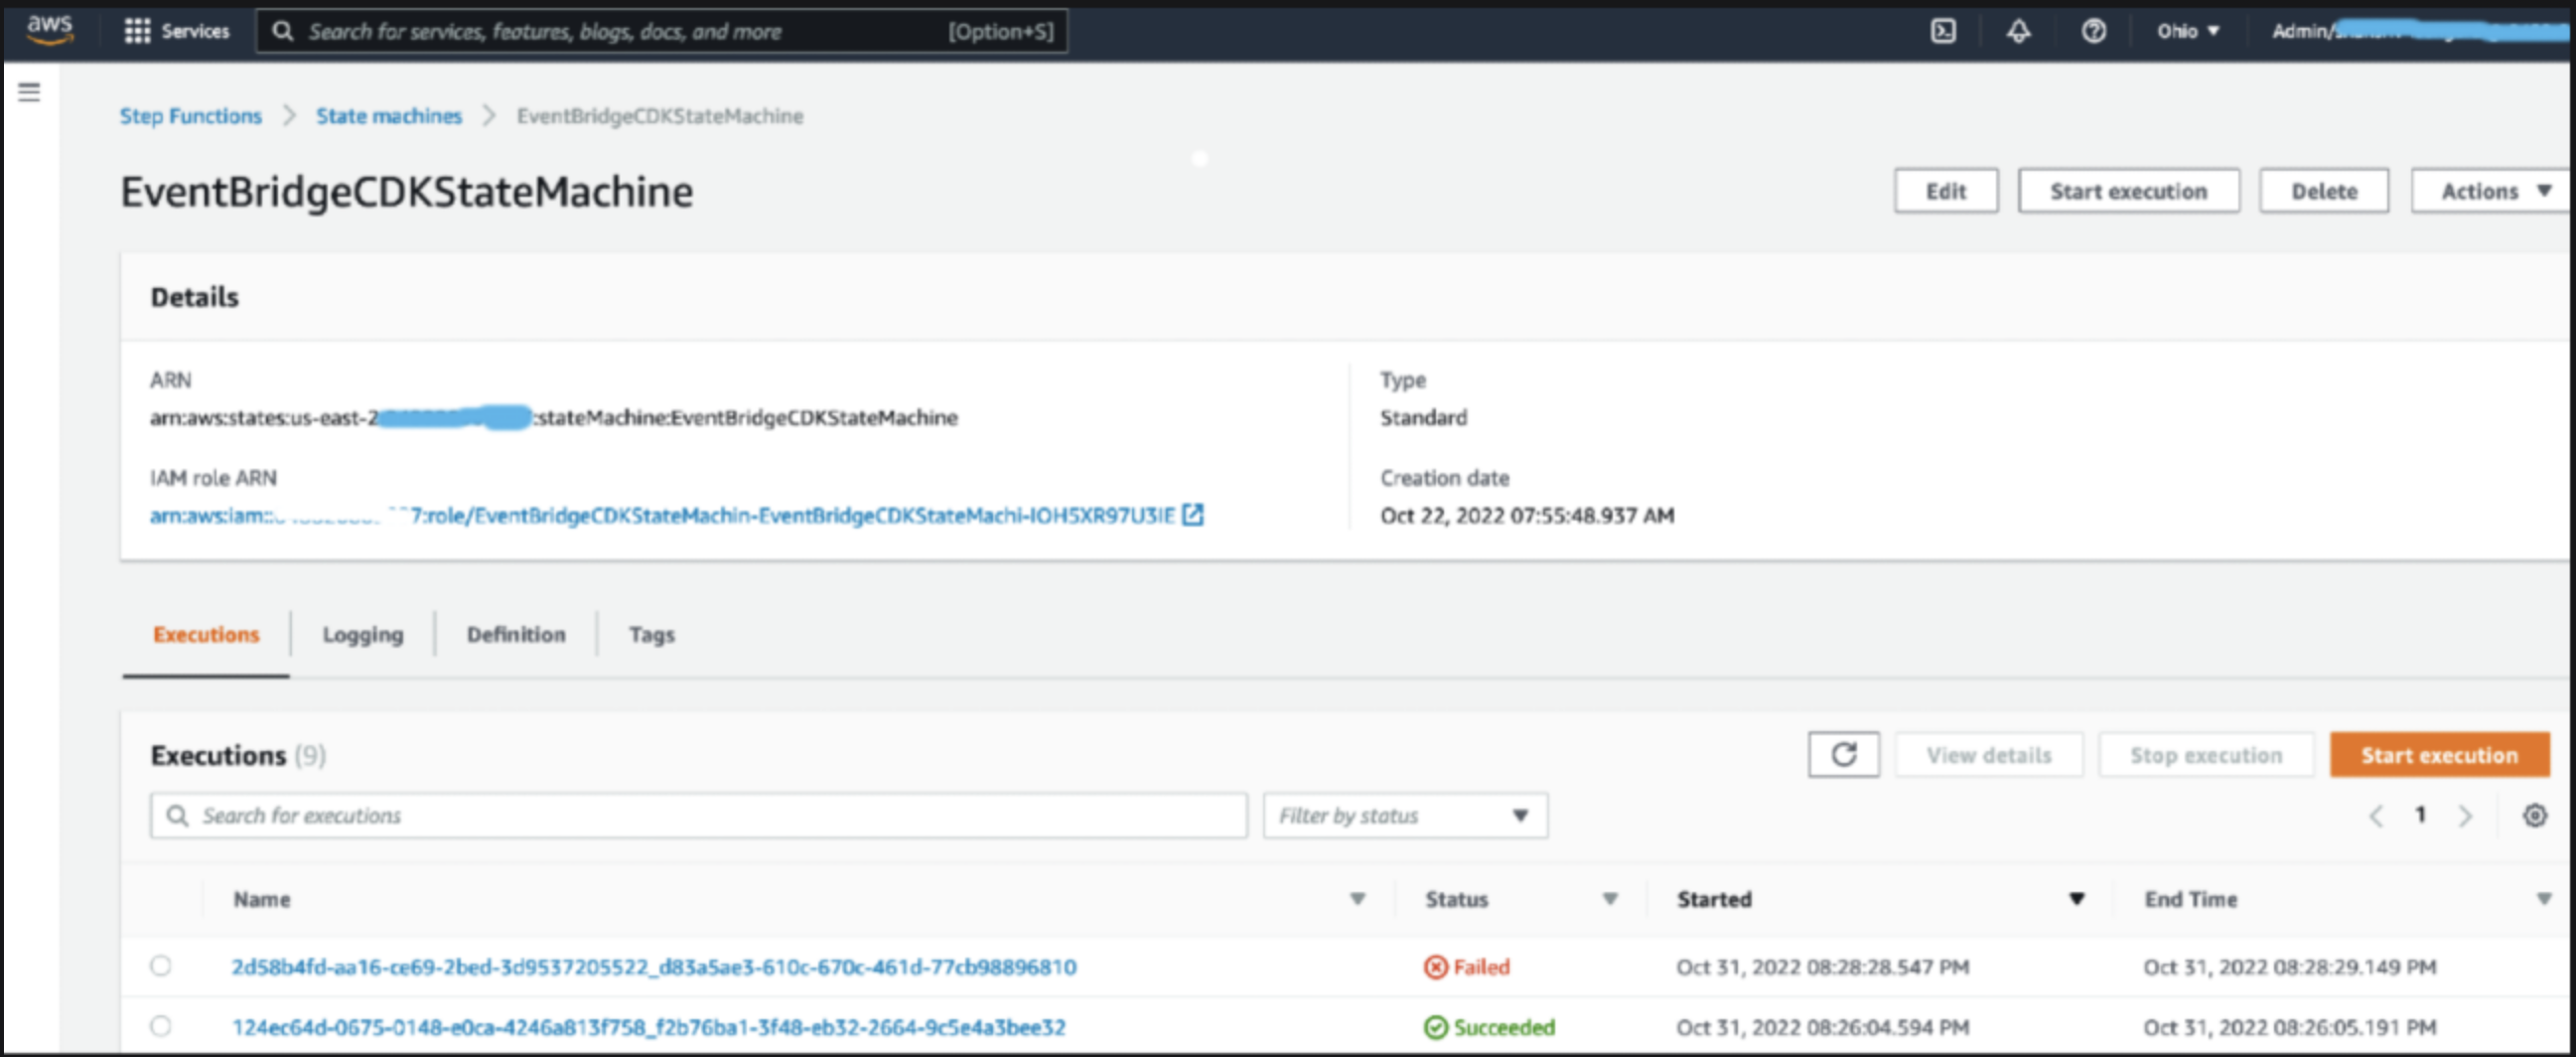 aws Services Search for services, features, blogs, docs, and more [Option+S] Ohio Admin/
Step Functions State machines EventBridgeCDKStateMachine
EventBridgeCDKStateMachine Edit Start execution Delete Actions
Details
ARN Type
arn:aws:states:us-east-2 :stateMachine:EventBridgeCDKStateMachine Standard
IAM role ARN Creation date
arn:aws:iam:: 7:role/EventBridgeCDKStateMachin-EventBridgeCDKStateMachi-IOH5XR97U3IE Oct 22, 2022 07:55:48.937 AM
Executions Logging Definition Tags
Executions (9) View details Stop execution Start execution
Search for executions Filter by status 1
Name Status Started End Time
2d58b4fd-aa16-ce69-2bed-3d9537205522_d83a5ae3-610c-670c-461d-77cb98896810 Failed Oct 31, 2022 08:28:28.547 PM Oct 31, 2022 08:28:29.149 PM
124ec64d-0675-0148-e0ca-4246a813f758_f2b76ba1-3f48-eb32-2664-9c5e4a3bee32 Succeeded Oct 31, 2022 08:26:04.594 PM Oct 31, 2022 08:26:05.191 PM